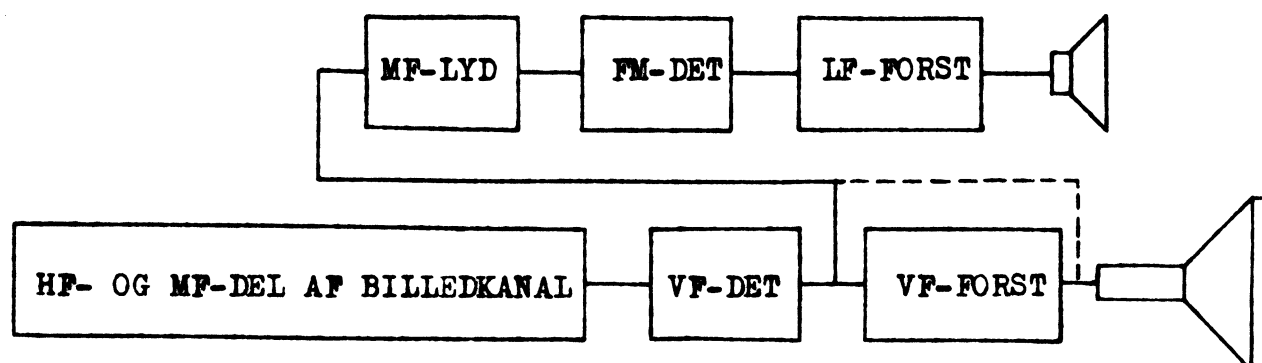 MF-LYD
FM-DET
LF-FORST
HF- OG MF-DEL AF BILLEDKANAL
VF-DET
VF-FORST